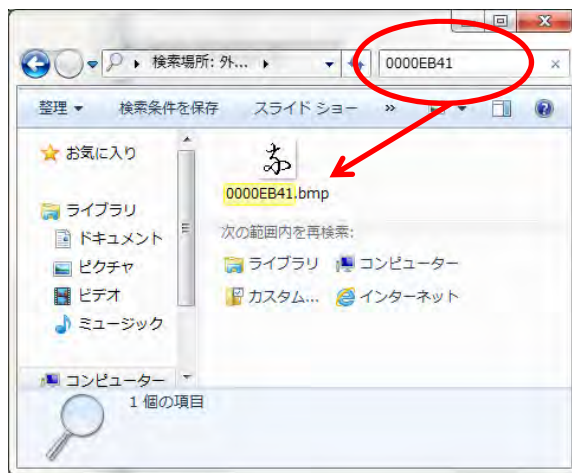 検索場所: 外...
0000EB41
整理
検索条件を保存
スライド ショー
»
お気に入り
ライブラリ
ドキュメント
ピクチャ
ビデオ
ミュージック
コンピューター
0000EB41.bmp
次の範囲内を再検索:
ライブラリ
コンピューター
カスタム...
インターネット
1 個の項目